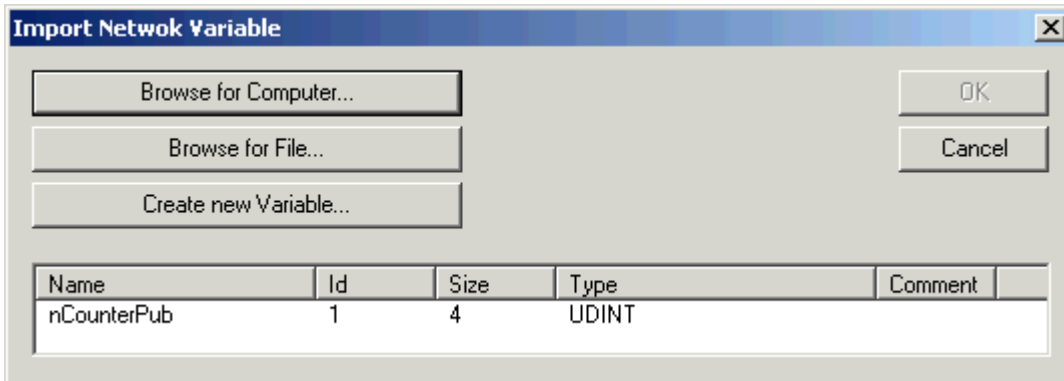 Import Netwok Variable
Browse for Computer...
OK
Browse for File...
Cancel
Create new Variable...
Name Id Size Type Comment
nCounterPub 1 4 UDINT